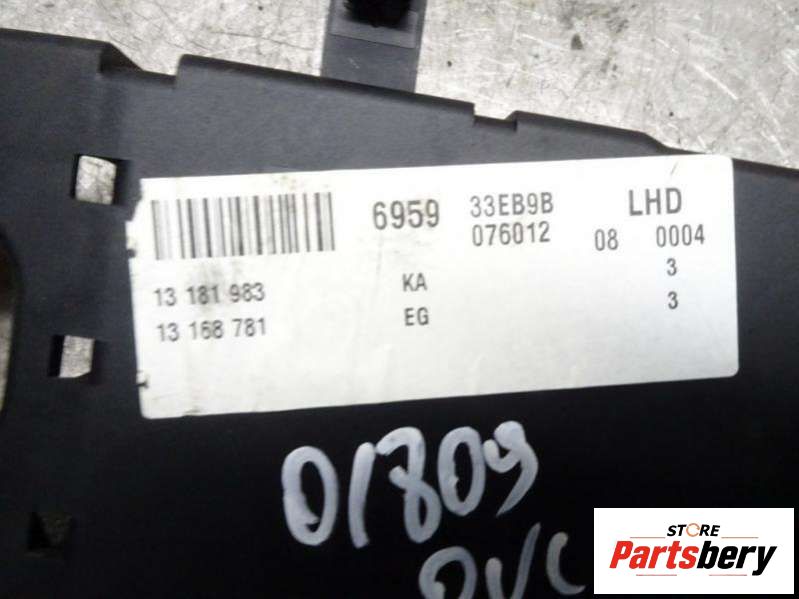 6959 33EB9B LHD
076012 08 0004
13 181 983 KA 3
13 168 781 EG 3
01809
STORE
Partsbery